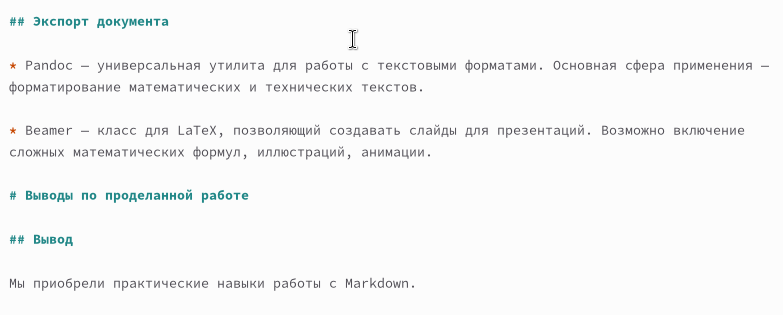 ## Экспорт документа
* Pandoc — универсальная утилита для работы с текстовыми форматами. Основная сфера применения —
форматирование математических и технических текстов.
* Beamer — класс для LaTeX, позволяющий создавать слайды для презентаций. Возможно включение
сложных математических формул, иллюстраций, анимации.
# Выводы по проделанной работе
## Вывод
Мы приобрели практические навыки работы с Markdown.